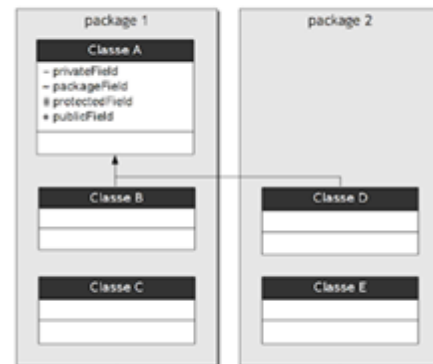 package 1
Classe A
- privateField
~ packageField
# protectedField
+ publicField
Classe B
Classe C
package 2
Classe D
Classe E